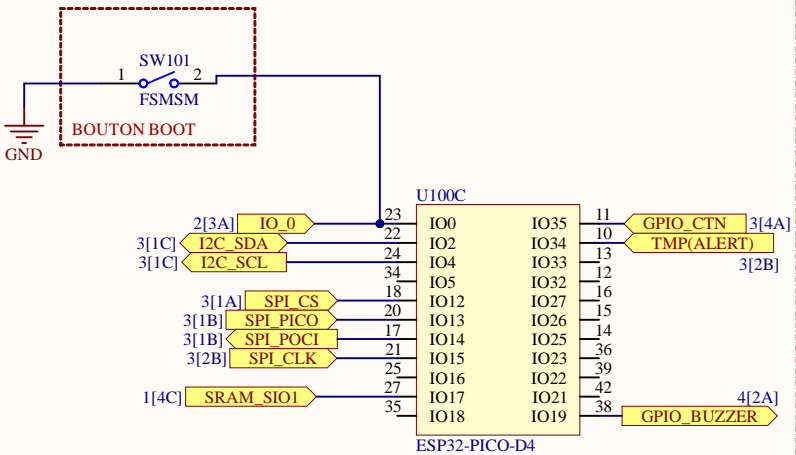 SW101
1 2
FSMSM
BOUTON BOOT
GND
U100C
2[3A] IO_0 23 IO0 IO35 11 GPIO_CTN 3[4A]
3[1C] I2C_SDA 22 IO2 IO34 10 TMP(ALERT)
3[1C] I2C_SCL 24 IO4 IO33 13 3[2B]
34 IO5 IO32 12
3[1A] SPI_CS 18 IO12 IO27 16
3[1B] SPI_PICO 20 IO13 IO26 15
3[1B] SPI_POCI 17 IO14 IO25 14
3[2B] SPI_CLK 21 IO15 IO23 36
25 IO16 IO22 39
1[4C] SRAM_SIO1 27 IO17 IO21 42 4[2A]
35 IO18 IO19 38 GPIO_BUZZER
ESP32-PICO-D4